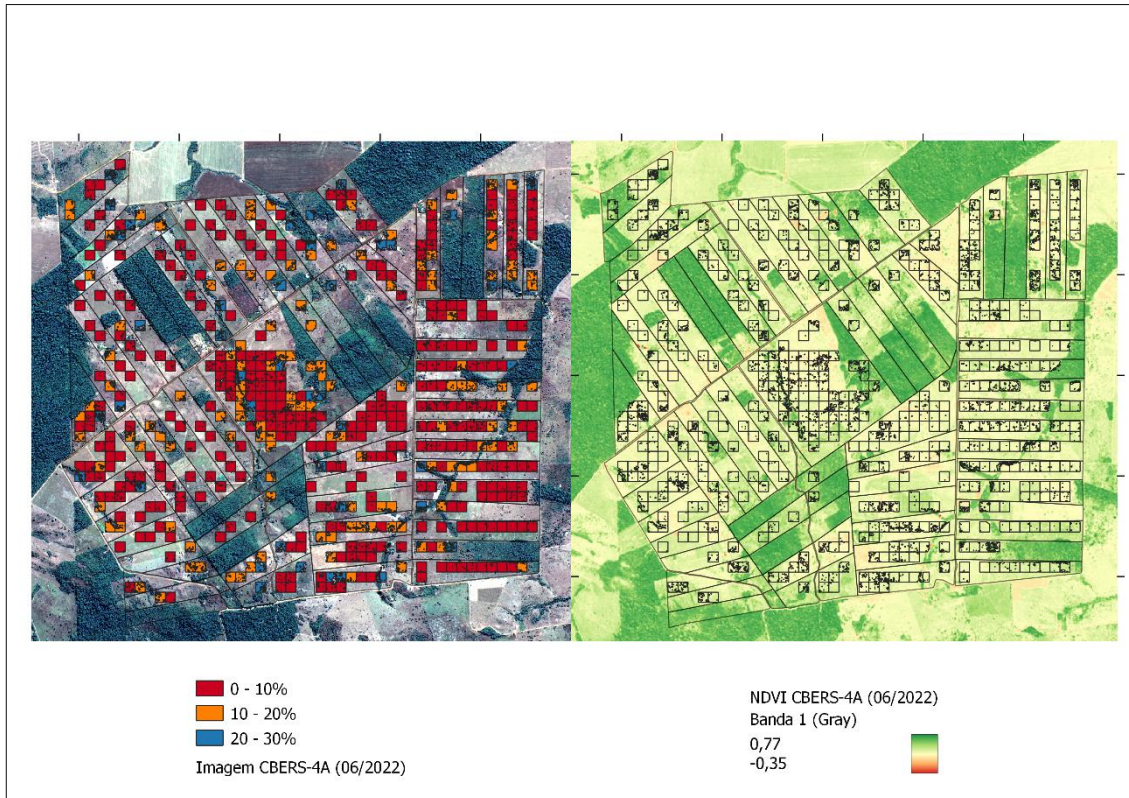 0 - 10%
10 - 20%
20 - 30%
Imagem CBERS-4A (06/2022)
NDVI CBERS-4A (06/2022)
Banda 1 (Gray)
0,77
-0,35